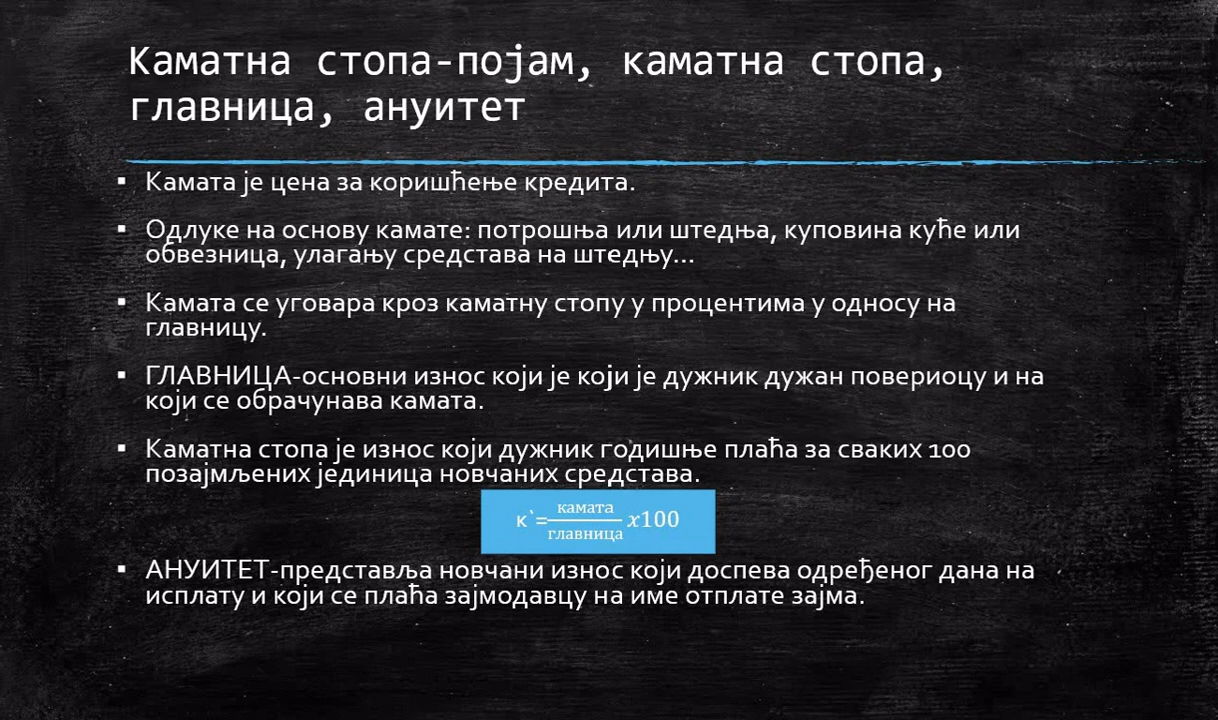 Каматна стопа-појам, каматна стопа,
главница, ануитет
▪ Камата је цена за коришћење кредита.
▪ Одлуке на основу камате: потрошња или штедња, куповина куће или
обвезница, улагању средстава на штедњу...
▪ Камата се уговара кроз каматну стопу у процентима у односу на
главницу.
▪ ГЛАВНИЦА-основни износ који је који је дужник дужан повериоцу и на
који се обрачунава камата.
▪ Каматна стопа је износ који дужник годишње плаћа за сваких 100
позајмљених јединица новчаних средстава.
к`=камата/главница x100
▪ АНУИТЕТ-представља новчани износ који доспева одређеног дана на
исплату и који се плаћа зајмодавцу на име отплате зајма.